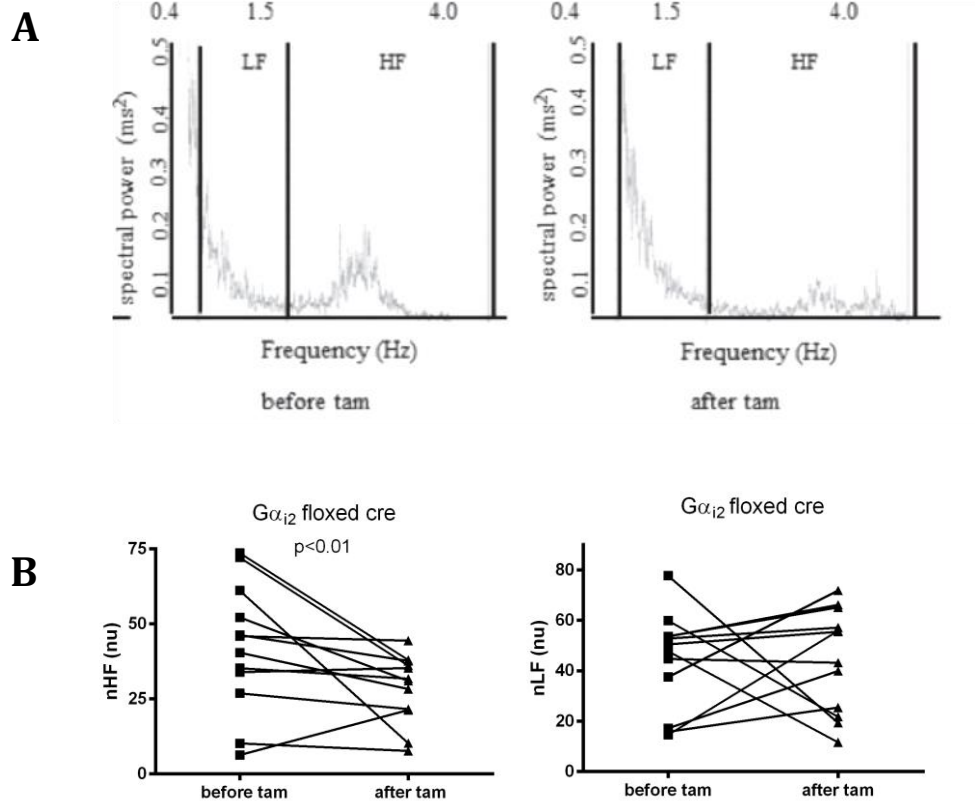 A
0.4 1.5 4.0
0.5
0.4
0.3
0.2
0.1
spectral power (ms²)
LF HF
Frequency (Hz)
before tam
0.4 1.5 4.0
0.5
0.4
0.3
0.2
0.1
spectral power (ms²)
LF HF
Frequency (Hz)
after tam
B
Gαi2 floxed cre
p<0.01
75
50
25
0
nHF (nu)
before tam after tam
Gαi2 floxed cre
80
60
40
20
0
nLF (nu)
before tam after tam